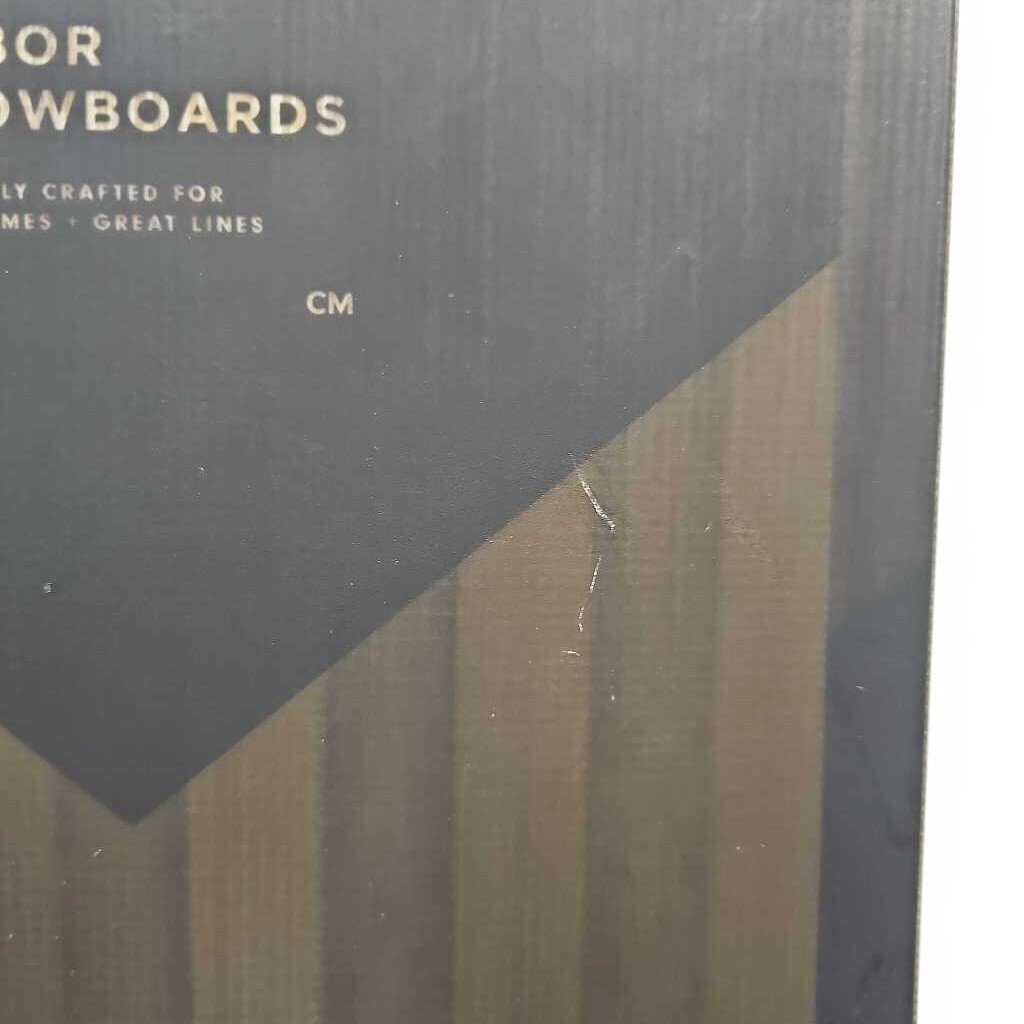 BOR
OWBOARDS
LY CRAFTED FOR
MES + GREAT LINES
CM